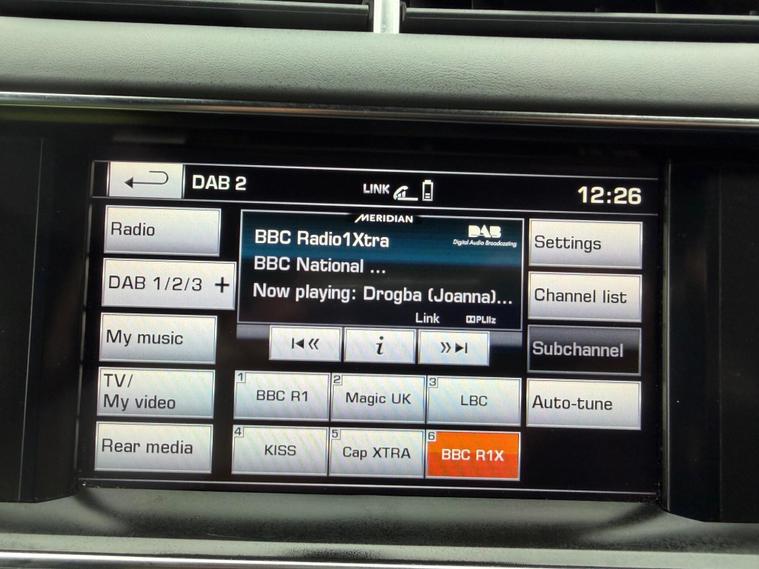 DAB 2
LINK
12:26
MERIDIAN
Radio
BBC Radio1Xtra
DAB
Digital Audio Broadcasting
Settings
BBC National ...
DAB 1/2/3 +
Now playing: Drogba (Joanna)...
Channel list
Link
PLIIz
My music
i
Subchannel
TV/
My video
1
BBC R1
2
Magic UK
3
LBC
Auto-tune
Rear media
4
KISS
5
Cap XTRA
6
BBC R1X